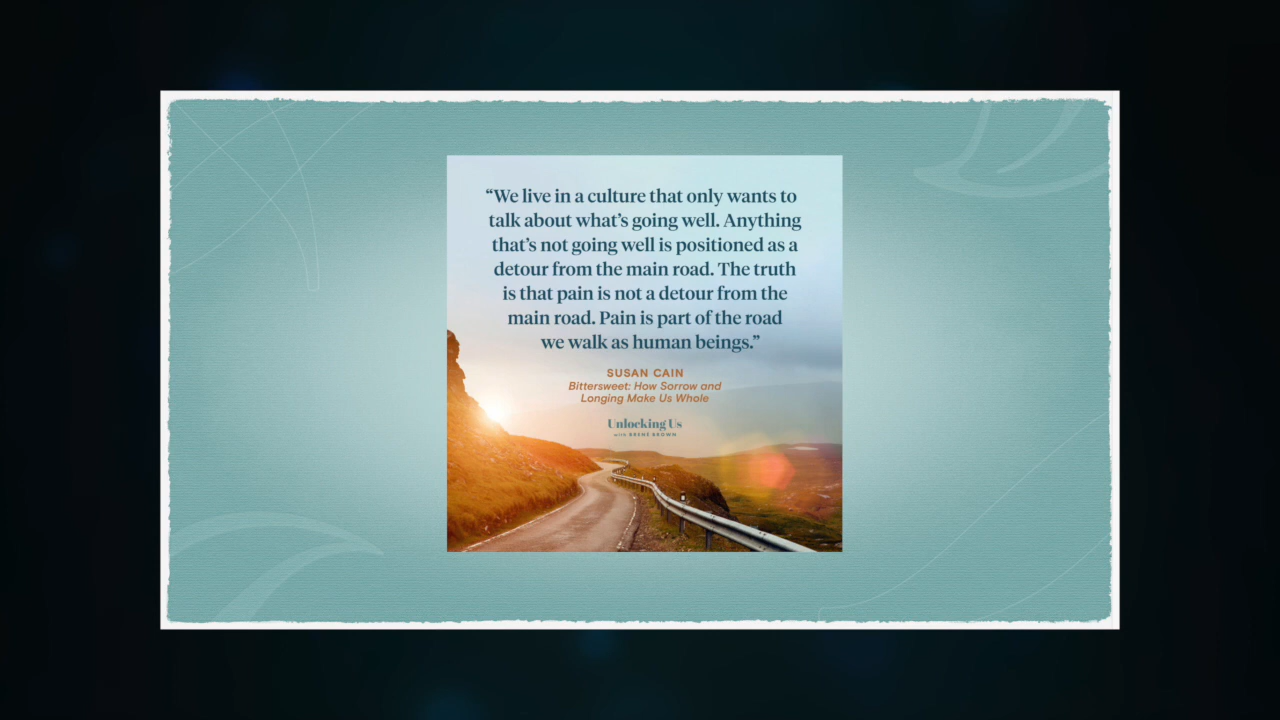 “We live in a culture that only wants to
talk about what’s going well. Anything
that’s not going well is positioned as a
detour from the main road. The truth
is that pain is not a detour from the
main road. Pain is part of the road
we walk as human beings.”
SUSAN CAIN
Bittersweet: How Sorrow and
Longing Make Us Whole
Unlocking Us
with BRENÉ BROWN